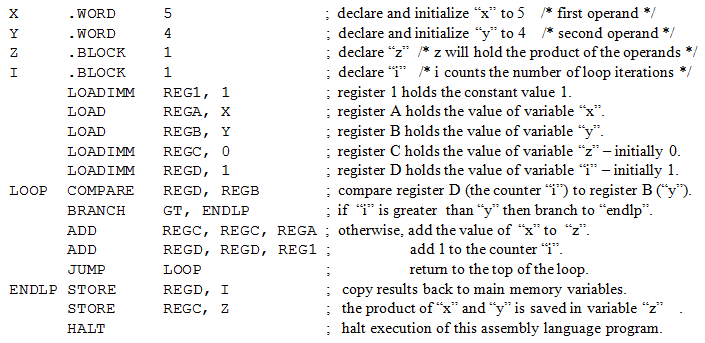 X .WORD 5 ; declare and initialize “x” to 5 /* first operand */
Y .WORD 4 ; declare and initialize “y” to 4 /* second operand */
Z .BLOCK 1 ; declare “z” /* z will hold the product of the operands */
I .BLOCK 1 ; declare “i” /* i counts the number of loop iterations */
LOADIMM REG1, 1 ; register 1 holds the constant value 1.
LOAD REGA, X ; register A holds the value of variable “x”.
LOAD REGB, Y ; register B holds the value of variable “y”.
LOADIMM REGC, 0 ; register C holds the value of variable “z” – initially 0.
LOADIMM REGD, 1 ; register D holds the value of variable “i” – initially 1.
LOOP COMPARE REGD, REGB ; compare register D (the counter “i”) to register B (“y”).
BRANCH GT, ENDLP ; if “i” is greater than “y” then branch to “endlp”.
ADD REGC, REGC, REGA ; otherwise, add the value of “x” to “z”.
ADD REGD, REGD, REG1 ; add 1 to the counter “i”.
JUMP LOOP ; return to the top of the loop.
ENDLP STORE REGD, I ; copy results back to main memory variables.
STORE REGC, Z ; the product of “x” and “y” is saved in variable “z” .
HALT ; halt execution of this assembly language program.